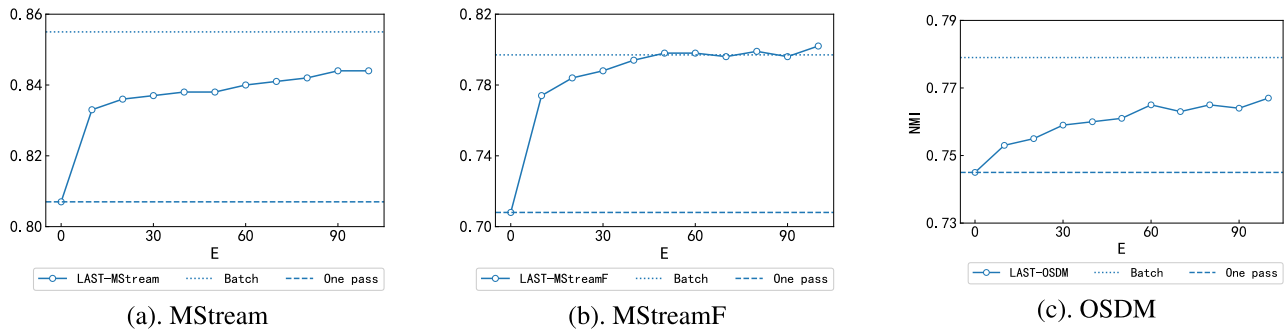 0.86
0.84
0.82
0.80
0 30 60 90
E
LAST-MStream Batch One pass
(a). MStream
0.82
0.78
0.74
0.70
0 30 60 90
E
LAST-MStreamF Batch One pass
(b). MStreamF
NMI
0.79
0.77
0.75
0.73
0 30 60 90
E
LAST-OSDM Batch One pass
(c). OSDM